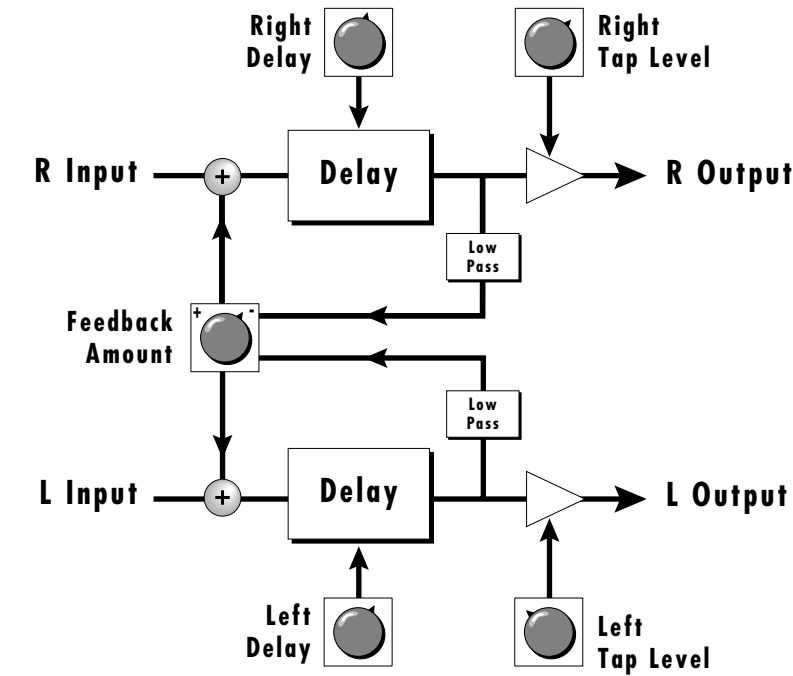 Right
Delay
Right
Tap Level
R Input
+
Delay
R Output
Low
Pass
+ -
Feedback
Amount
Low
Pass
L Input
+
Delay
L Output
Left
Delay
Left
Tap Level